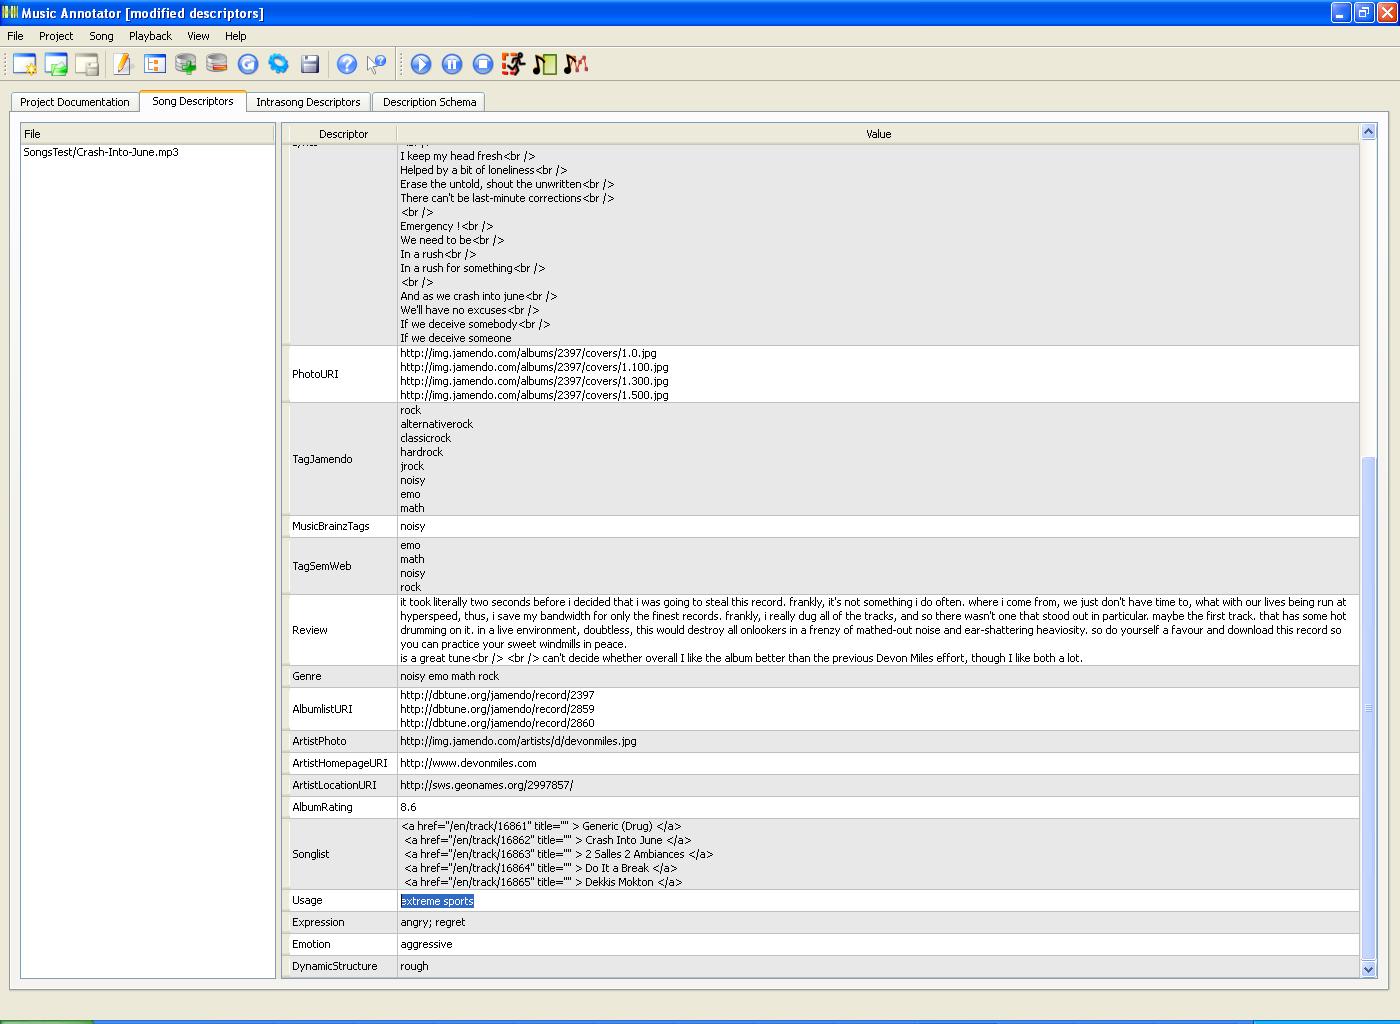 Music Annotator [modified descriptors]
File Project Song Playback View Help
Project Documentation Song Descriptors Intrasong Descriptors Description Schema
File
SongsTest/Crash-Into-June.mp3
Descriptor Value
I keep my head fresh<br />
Helped by a bit of loneliness<br />
Erase the untold, shout the unwritten<br />
There can't be last-minute corrections<br />
<br />
Emergency !<br />
We need to be<br />
In a rush<br />
In a rush for something<br />
<br />
And as we crash into june<br />
We'll have no excuses<br />
If we deceive somebody<br />
If we deceive someone
PhotoURI
http://img.jamendo.com/albums/2397/covers/1.0.jpg
http://img.jamendo.com/albums/2397/covers/1.100.jpg
http://img.jamendo.com/albums/2397/covers/1.300.jpg
http://img.jamendo.com/albums/2397/covers/1.500.jpg
TagJamendo
rock
alternativerock
classicrock
hardrock
jrock
noisy
emo
math
MusicBrainzTags noisy
TagSemWeb
emo
math
noisy
rock
Review
it took literally two seconds before i decided that i was going to steal this record. frankly, it's not something i do often. where i come from, we just don't have time to, what with our lives being run at
hyperspeed, thus, i save my bandwidth for only the finest records. frankly, i really dug all of the tracks, and so there wasn't one that stood out in particular. maybe the first track. that has some hot
drumming on it. in a live environment, doubtless, this would destroy all onlookers in a frenzy of mathed-out noise and ear-shattering heaviosity. so do yourself a favour and download this record so
you can practice your sweet windmills in peace.
is a great tune<br /> <br /> can't decide whether overall I like the album better than the previous Devon Miles effort, though I like both a lot.
Genre noisy emo math rock
AlbumlistURI
http://dbtune.org/jamendo/record/2397
http://dbtune.org/jamendo/record/2859
http://dbtune.org/jamendo/record/2860
ArtistPhoto http://img.jamendo.com/artists/d/devonmiles.jpg
ArtistHomepageURI http://www.devonmiles.com
ArtistLocationURI http://sws.geonames.org/2997857/
AlbumRating 8.6
Songlist
<a href="/en/track/16861" title="" > Generic (Drug) </a>
<a href="/en/track/16862" title="" > Crash Into June </a>
<a href="/en/track/16863" title="" > 2 Salles 2 Ambiances </a>
<a href="/en/track/16864" title="" > Do It a Break </a>
<a href="/en/track/16865" title="" > Dekkis Mokton </a>
Usage extreme sports
Expression angry; regret
Emotion aggressive
DynamicStructure rough